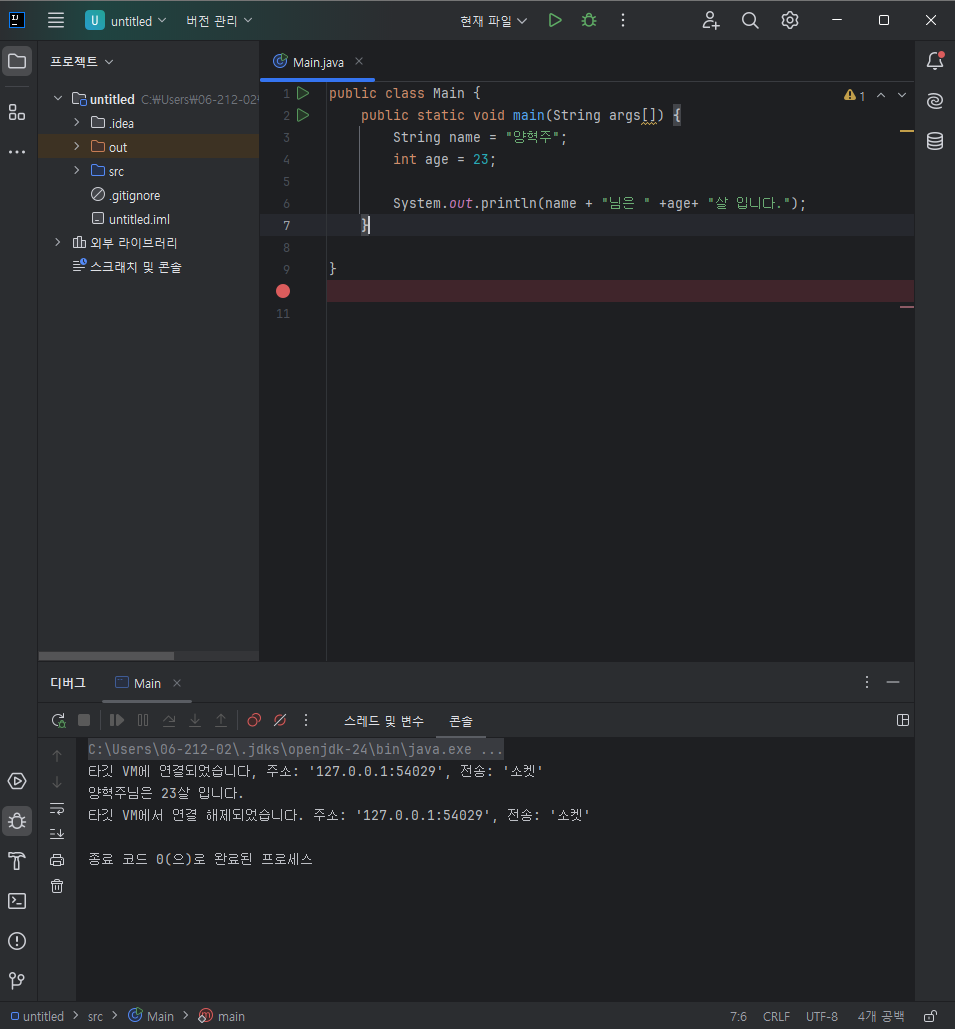 U untitled 버전 관리 현재 파일
프로젝트
Main.java
untitled C:₩Users₩06-212-02₩
.idea
out
src
.gitignore
untitled.iml
외부 라이브러리
스크래치 및 콘솔
1 public class Main {
2 public static void main(String args[]) {
3 String name = "양혁주";
4 int age = 23;
5
6 System.out.println(name + "님은 " +age+ "살 입니다.");
7 }
8
9 }
11
1
디버그 Main
스레드 및 변수 콘솔
C:\Users\06-212-02\.jdks\openjdk-24\bin\java.exe ...
타깃 VM에 연결되었습니다, 주소: '127.0.0.1:54029', 전송: '소켓'
양혁주님은 23살 입니다.
타깃 VM에서 연결 해제되었습니다. 주소: '127.0.0.1:54029', 전송: '소켓'
종료 코드 0(으)로 완료된 프로세스
untitled > src > Main > main 7:6 CRLF UTF-8 4개 공백